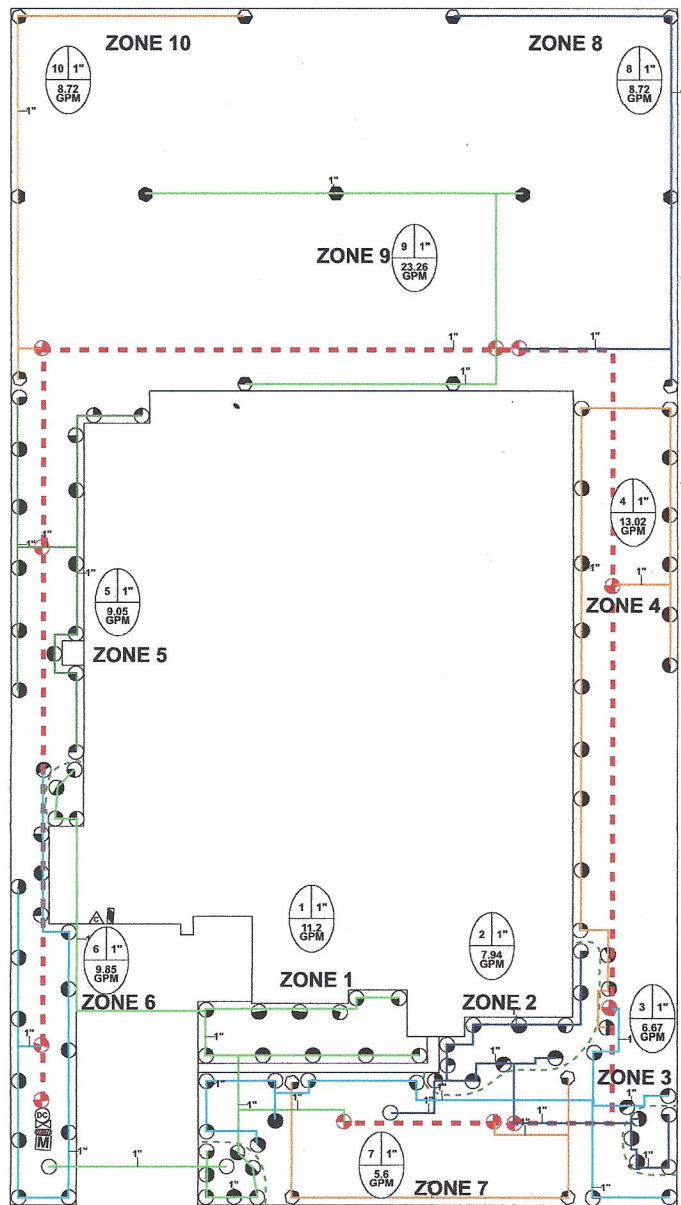 ZONE 10
ZONE 8
10 1"
8.72
GPM
8 1"
8.72
GPM
1"
1"
1"
ZONE 9
9 1"
23.26
GPM
1"
1"
1"
4 1"
13.02
GPM
1"
1"
1"
1"
1"
1"
5 1"
9.05
GPM
ZONE 4
ZONE 5
1 1"
11.2
GPM
C
2 1"
7.94
GPM
6 1"
9.85
GPM
1"
ZONE 1
ZONE 2
ZONE 6
3 1"
6.67
GPM
1"
1"
1"
1"
ZONE 3
1"
1"
1"
DC
M
1"
1"
1"
7 1"
5.6
GPM
1"
1"
1"
ZONE 7